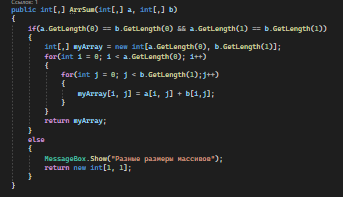 Ссылок: 1
public int[,] ArrSum(int[,] a, int[,] b)
{
if(a.GetLength(0) == b.GetLength(0) && a.GetLength(1) == b.GetLength(1))
{
int[,] myArray = new int[a.GetLength(0), b.GetLength(1)];
for(int i = 0; i < a.GetLength(0); i++)
{
for(int j = 0; j < b.GetLength(1);j++)
{
myArray[i, j] = a[i, j] + b[i,j];
}
}
return myArray;
}
else
{
MessageBox.Show("Разные размеры массивов");
return new int[1, 1];
}
}